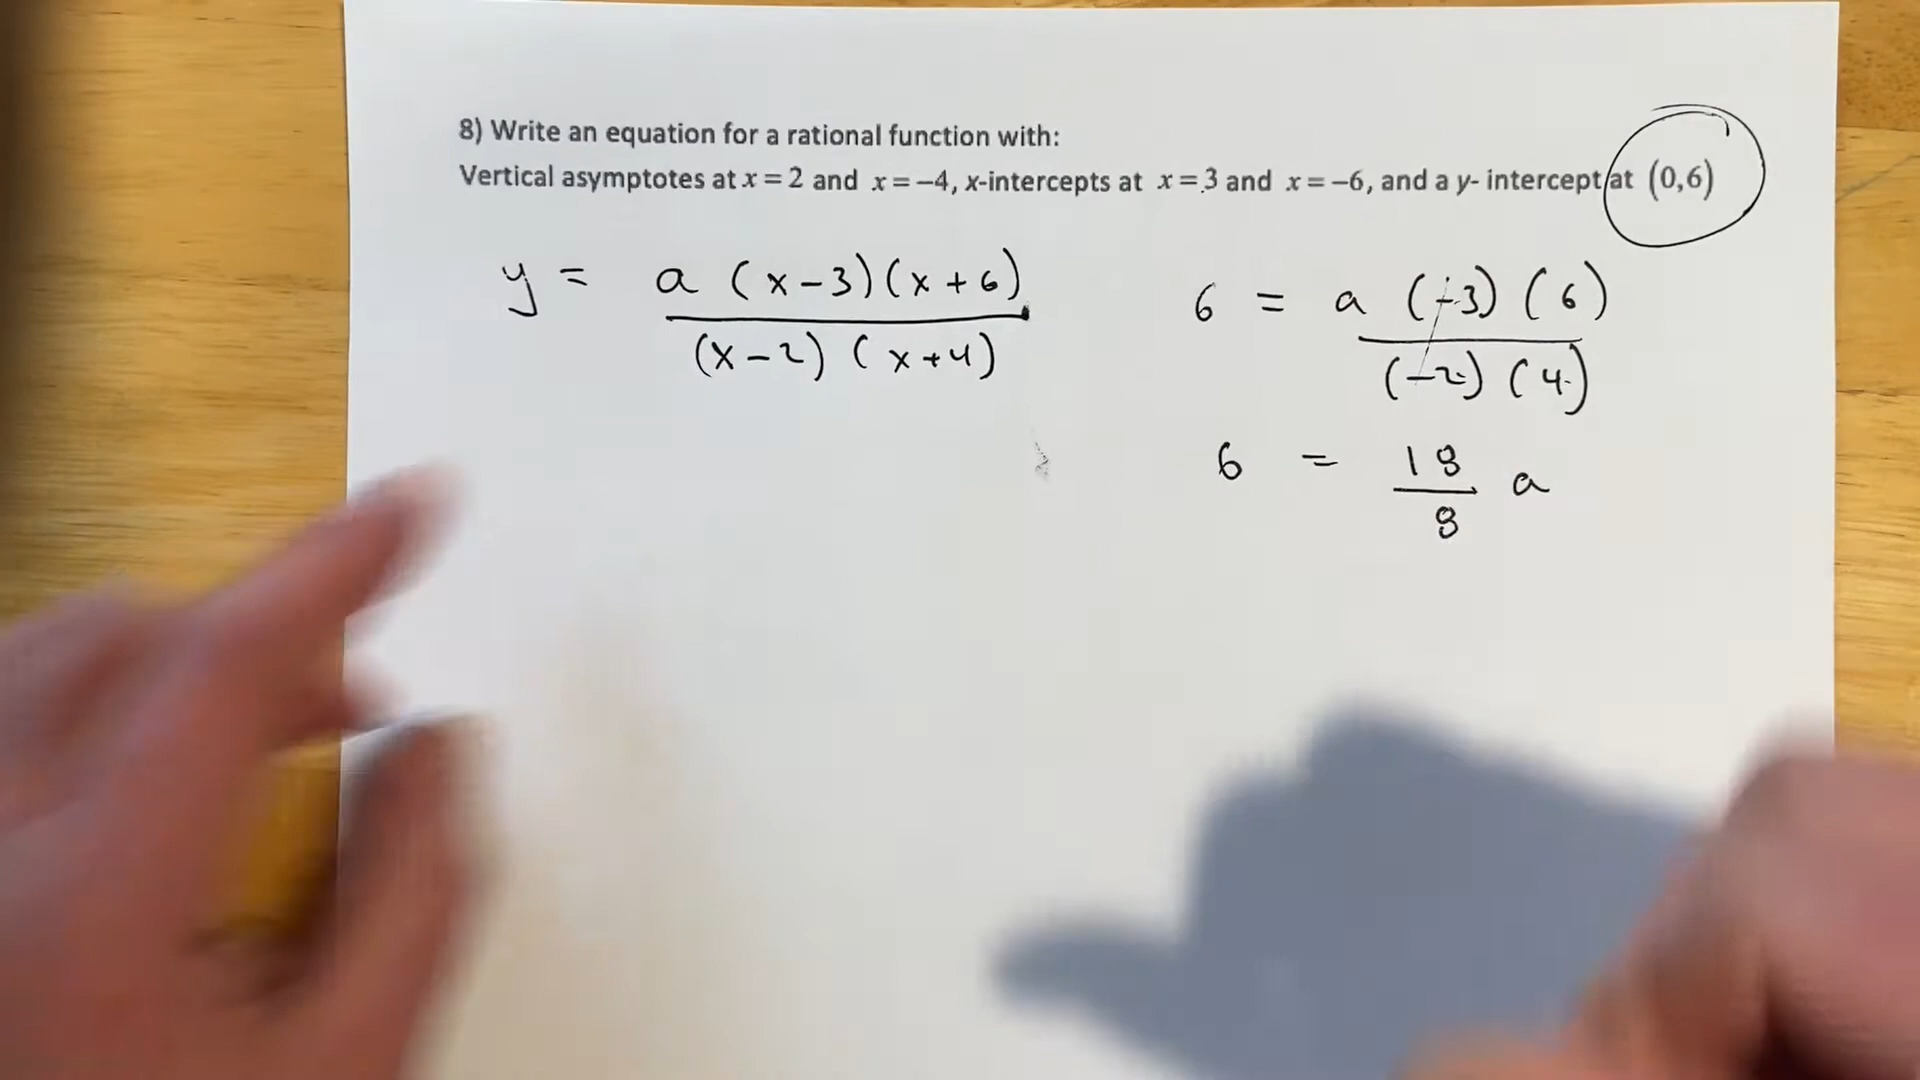 8) Write an equation for a rational function with:
Vertical asymptotes at x = 2 and x = −4, x-intercepts at x = 3 and x = −6, and a y- intercept at (0,6)
y = a (x-3)(x+6)
(x-2) (x+4)
6 = a (-3) (6)
(-2) (4)
6 = 18 a
8